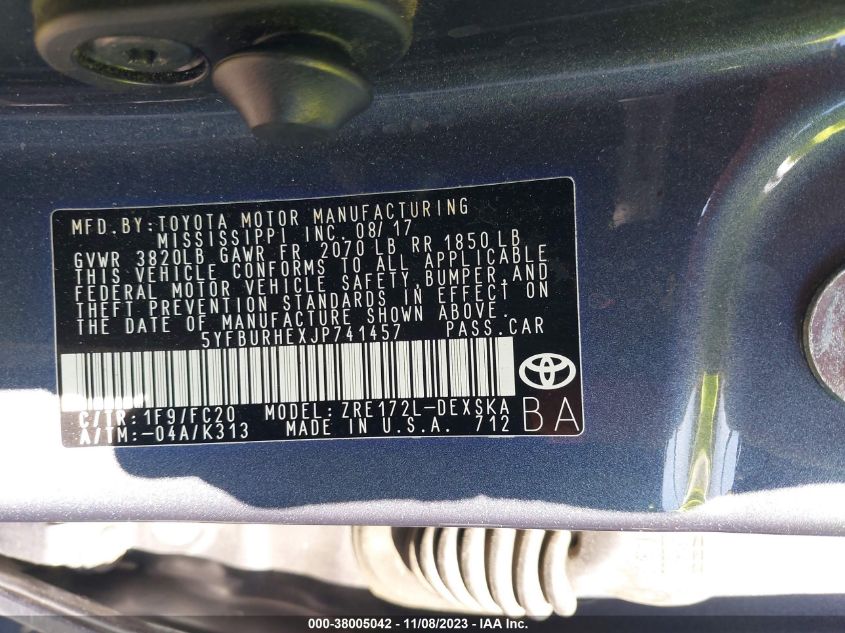 MFD. BY: TOYOTA MOTOR MANUFACTURING
MISSISSIPPI INC. 08/17
GVWR 3820LB GAWR FR. 2070 LB RR 1850 LB
THIS VEHICLE CONFORMS TO ALL APPLICABLE
FEDERAL MOTOR VEHICLE SAFETY, BUMPER, AND
THEFT PREVENTION STANDARDS IN EFFECT ON
THE DATE OF MANUFACTURE SHOWN ABOVE.
5YFBURHEXJP741457 PASS. CAR
C/TR: 1F9/FC20 MODEL: ZRE172L-DEXSKA
A/TM: -04A/K313 MADE IN U.S.A. 712
BA
000-38005042 - 11/08/2023 - IAA Inc.